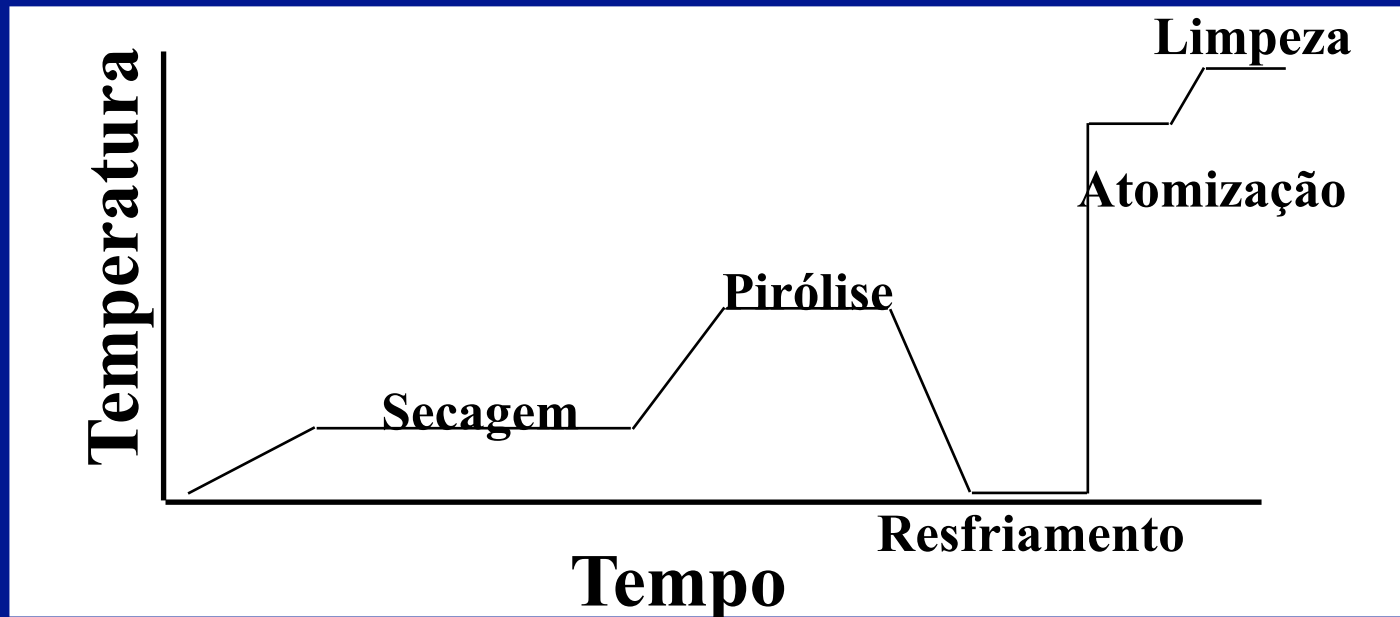 Limpeza
Temperatura
Atomização
Pirólise
Secagem
Resfriamento
Tempo